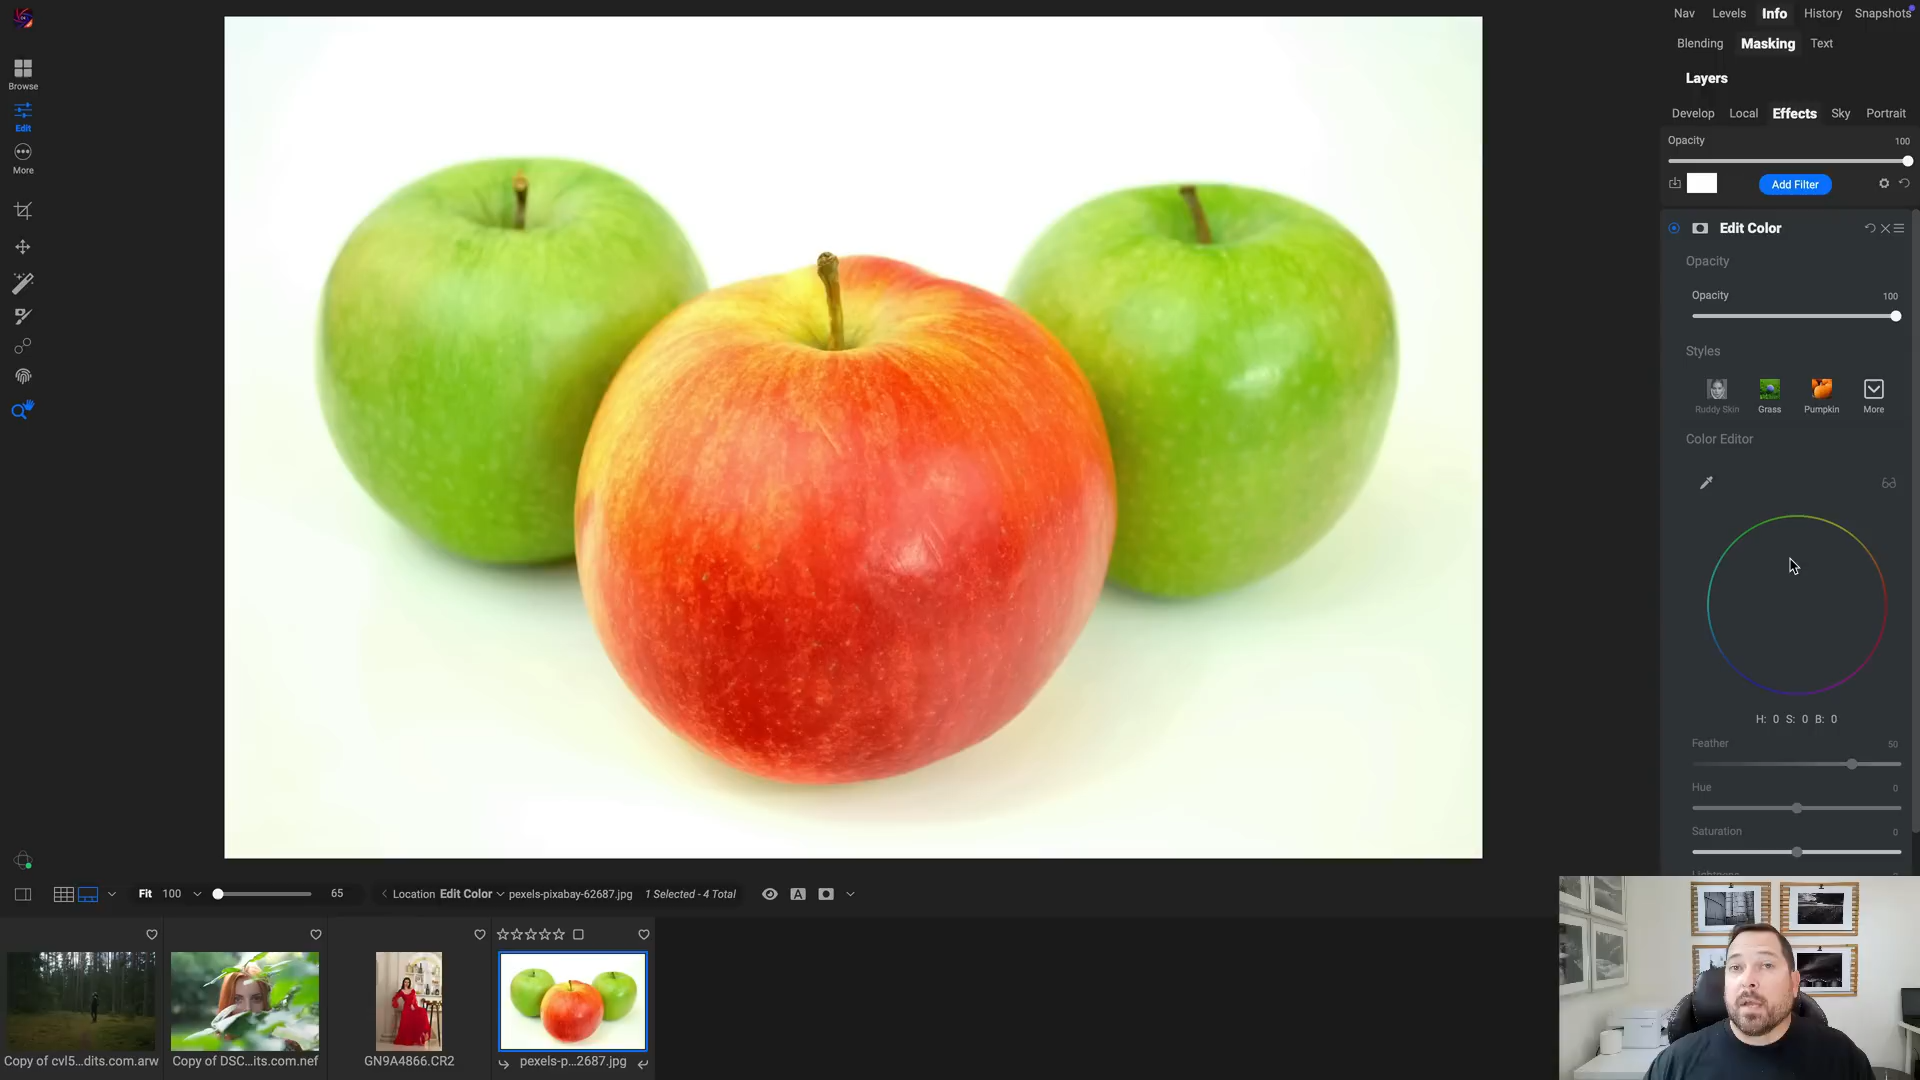 Nav Levels Info History Snapshots
Blending Masking Text
Layers
Develop Local Effects Sky Portrait
Opacity 100
Add Filter
Edit Color
Opacity
Opacity 100
Styles
Ruddy Skin Grass Pumpkin More
Color Editor
H: 0 S: 0 B: 0
Feather 50
Hue 0
Saturation 0
Browse
Edit
More
Fit 100 65 Location Edit Color pexels-pixabay-62687.jpg 1 Selected - 4 Total A
Copy of cvl5...dits.com.arw Copy of DSC...its.com.nef GN9A4866.CR2 pexels-p...2687.jpg